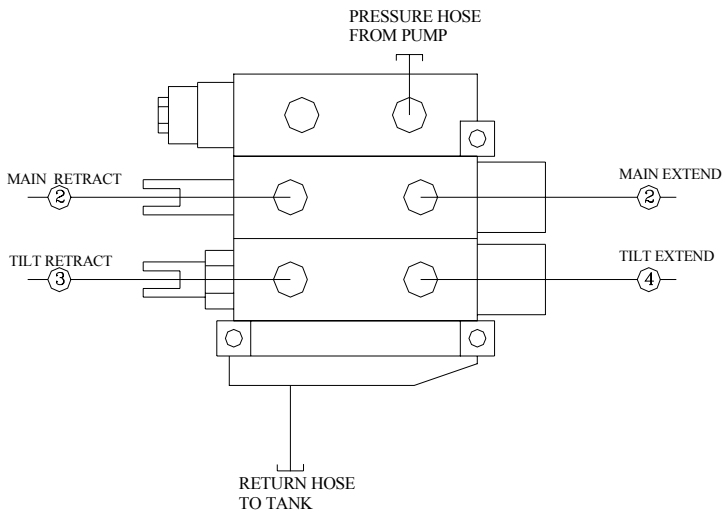 PRESSURE HOSE
FROM PUMP
MAIN RETRACT
2
MAIN EXTEND
2
TILT RETRACT
3
TILT EXTEND
4
RETURN HOSE
TO TANK